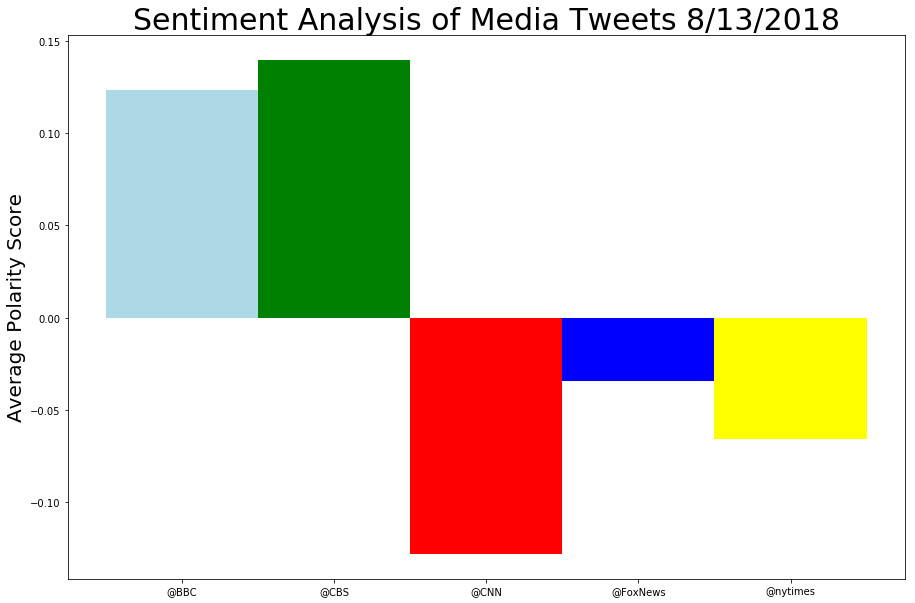 Sentiment Analysis of Media Tweets 8/13/2018
Average Polarity Score
0.15
0.10
0.05
0.00
−0.05
−0.10
@BBC
@CBS
@CNN
@FoxNews
@nytimes